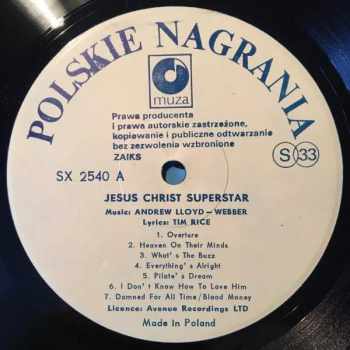 POLSKIE NAGRANIA
muza
Prawa producenta
i prawa autorskie zastrzeżone,
kopiowanie i publiczne odtwarzanie
bez zezwolenia wzbronione
ZAIKS
S 33
SX 2540 A
JESUS CHRIST SUPERSTAR
Music: ANDREW LLOYD-WEBBER
Lyrics: TIM RICE
1. Overture
2. Heaven On Their Minds
3. What's The Buzz
4. Everything's Alright
5. Pilate's Dream
6. I Don't Know How To Love Him
7. Damned For All Time/Blood Money
Licence: Avenue Recordings LTD
Made in Poland